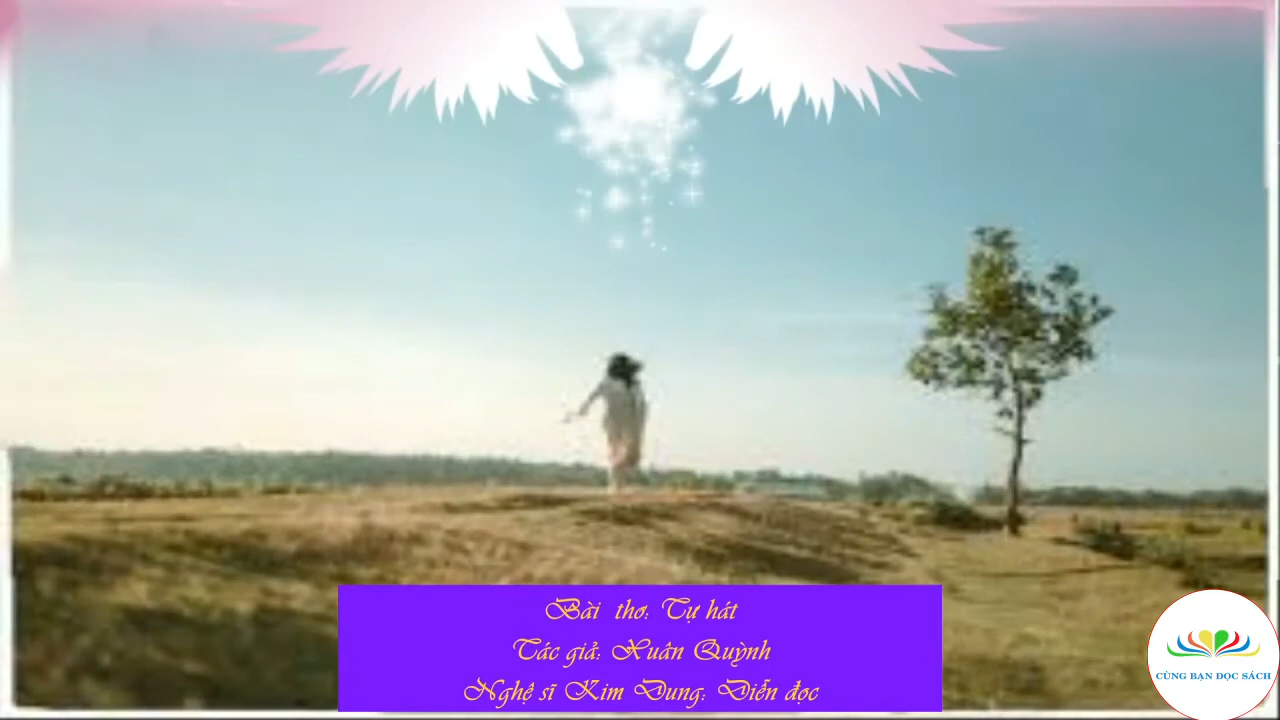 Bài thơ: Tự hát
Tác giả: Xuân Quỳnh
Nghệ sĩ Kim Dung: Diễn đọc
CÙNG BẠN ĐỌC SÁCH